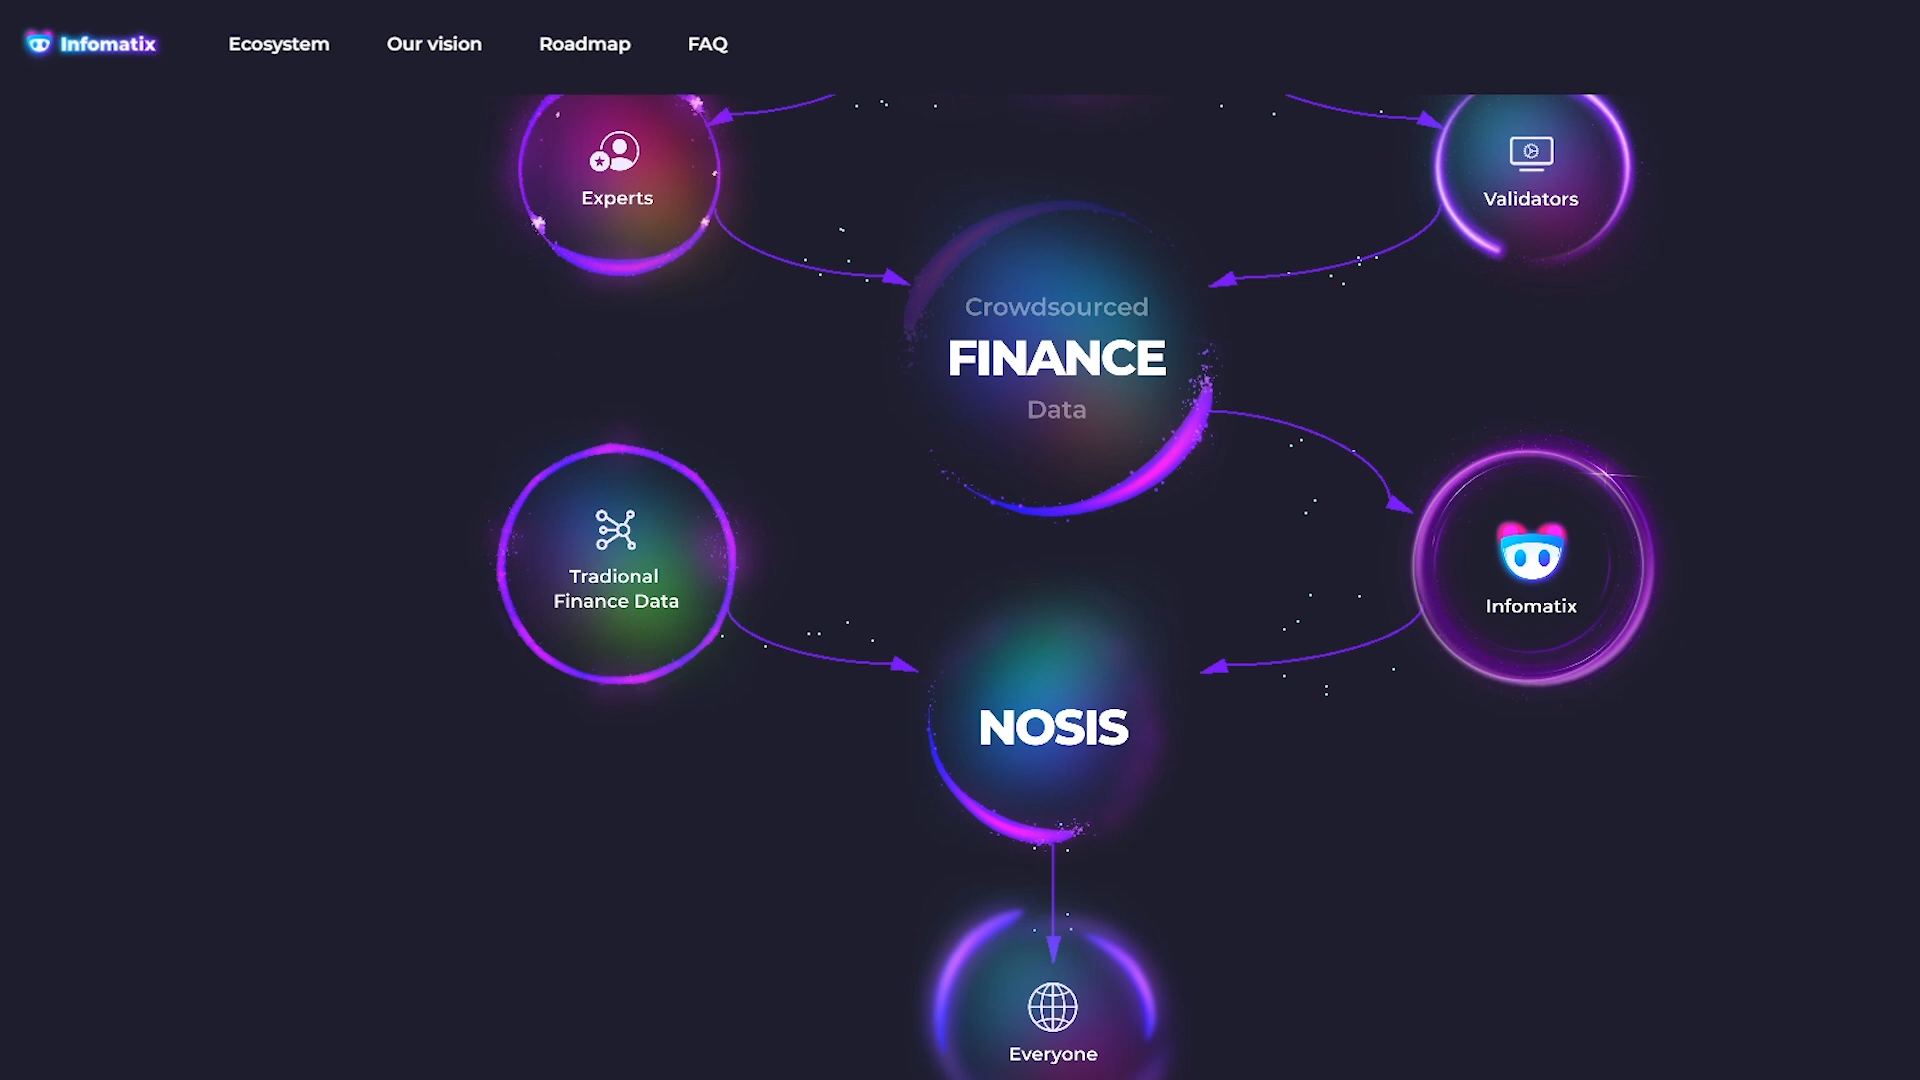 Infomatix
Ecosystem
Our vision
Roadmap
FAQ
Experts
Validators
Crowdsourced
FINANCE
Data
Tradional
Finance Data
Infomatix
NOSIS
Everyone